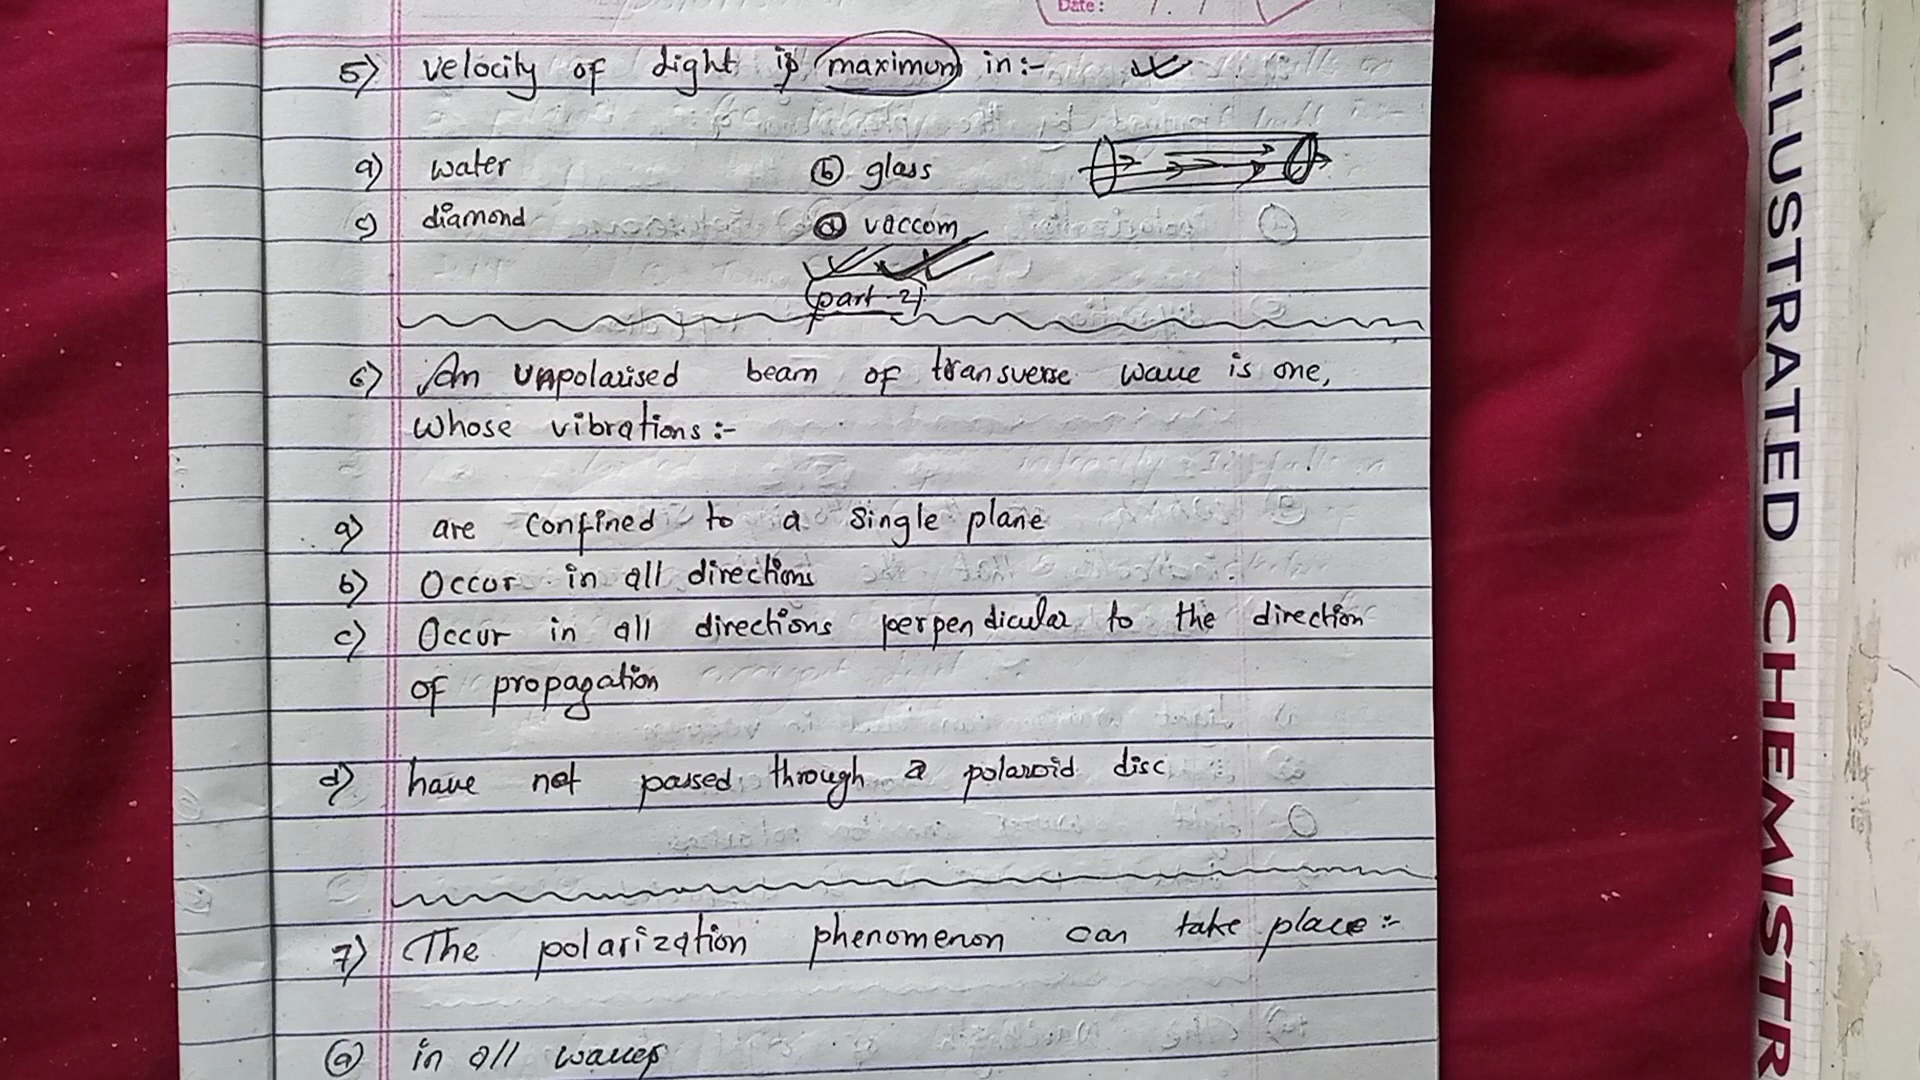 Date:
5) velocity of light is maximum in:-
a) water b glass
c) diamond d vaccom
part-2
6) An unpolarised beam of transverse wave is one,
whose vibrations :-
a) are confined to a single plane
b) Occur in all directions
c) Occur in all directions perpendicular to the direction
of propagation
d) have not passed through a polaroid disc
7) The polarization phenomenon can take place :-
a in all waves
ILLUSTRATED CHEMISTR